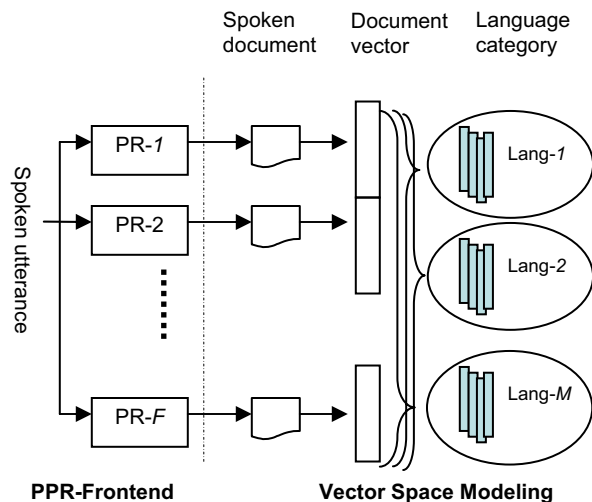 Spoken Document Language
document vector category
Spoken utterance
PR-1
PR-2
PR-F
Lang-1
Lang-2
Lang-M
PPR-Frontend Vector Space Modeling